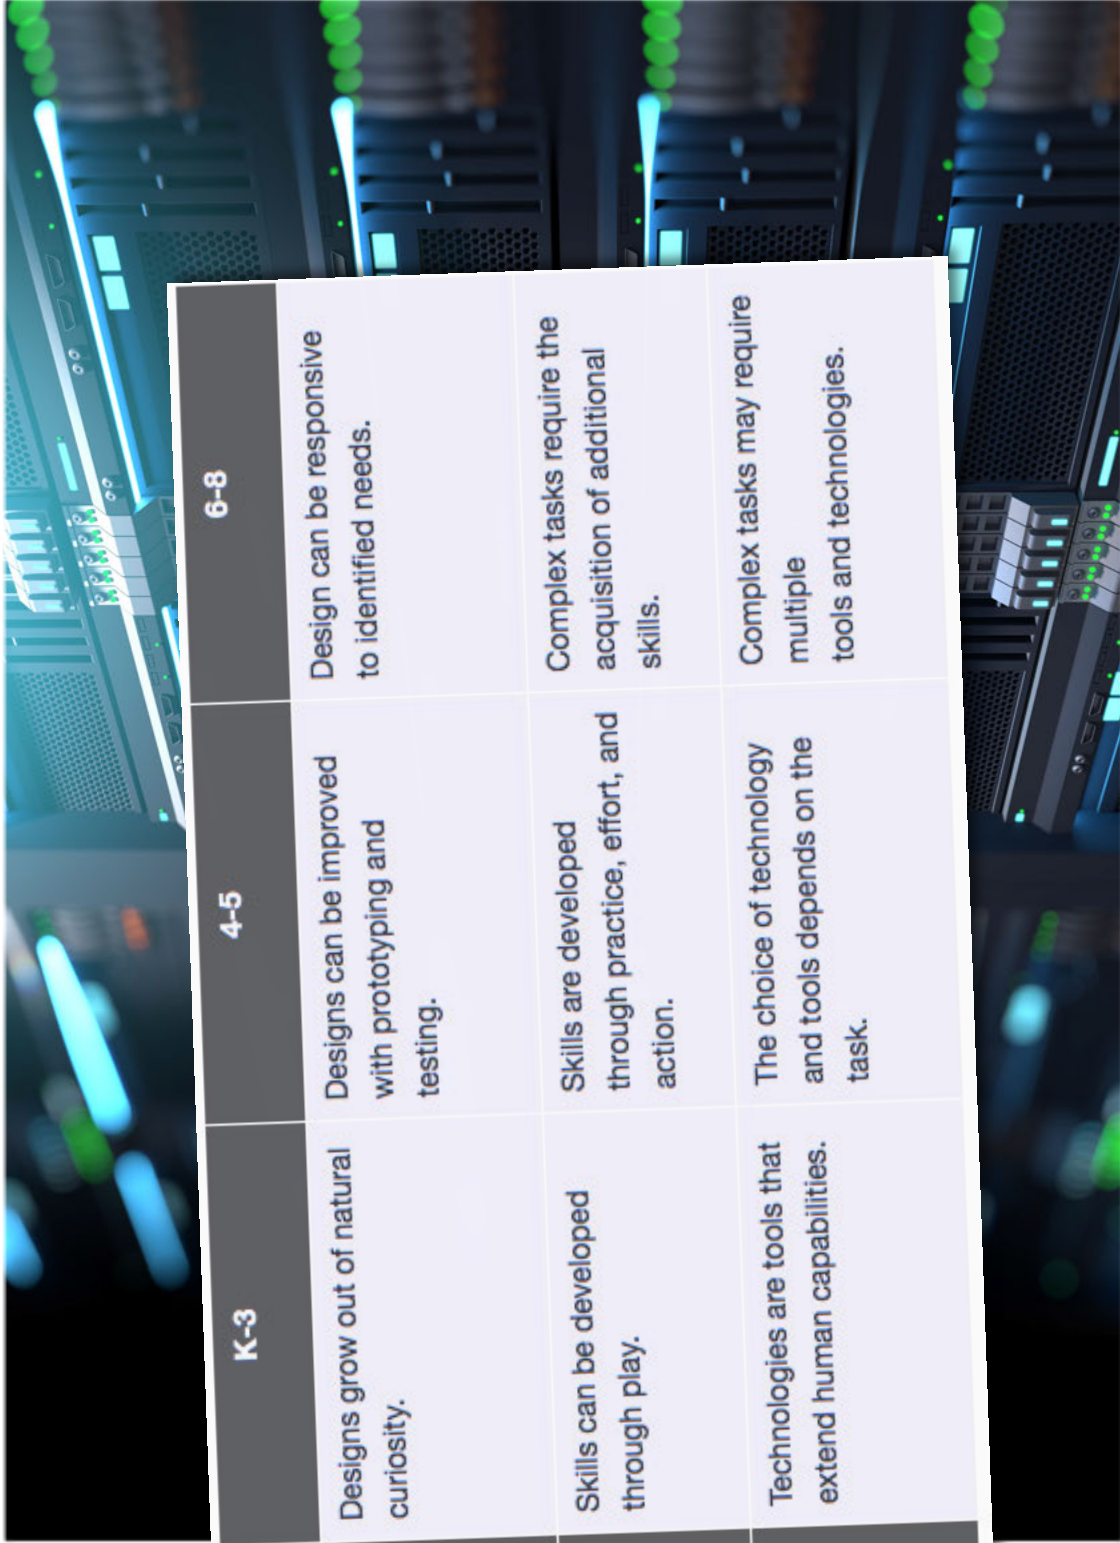 K-3
4-5
6-8
Designs grow out of natural
curiosity.
Designs can be improved
with prototyping and
testing.
Design can be responsive
to identified needs.
Skills can be developed
through play.
Skills are developed
through practice, effort, and
action.
Complex tasks require the
acquisition of additional
skills.
Technologies are tools that
extend human capabilities.
The choice of technology
and tools depends on the
task.
Complex tasks may require
multiple
tools and technologies.